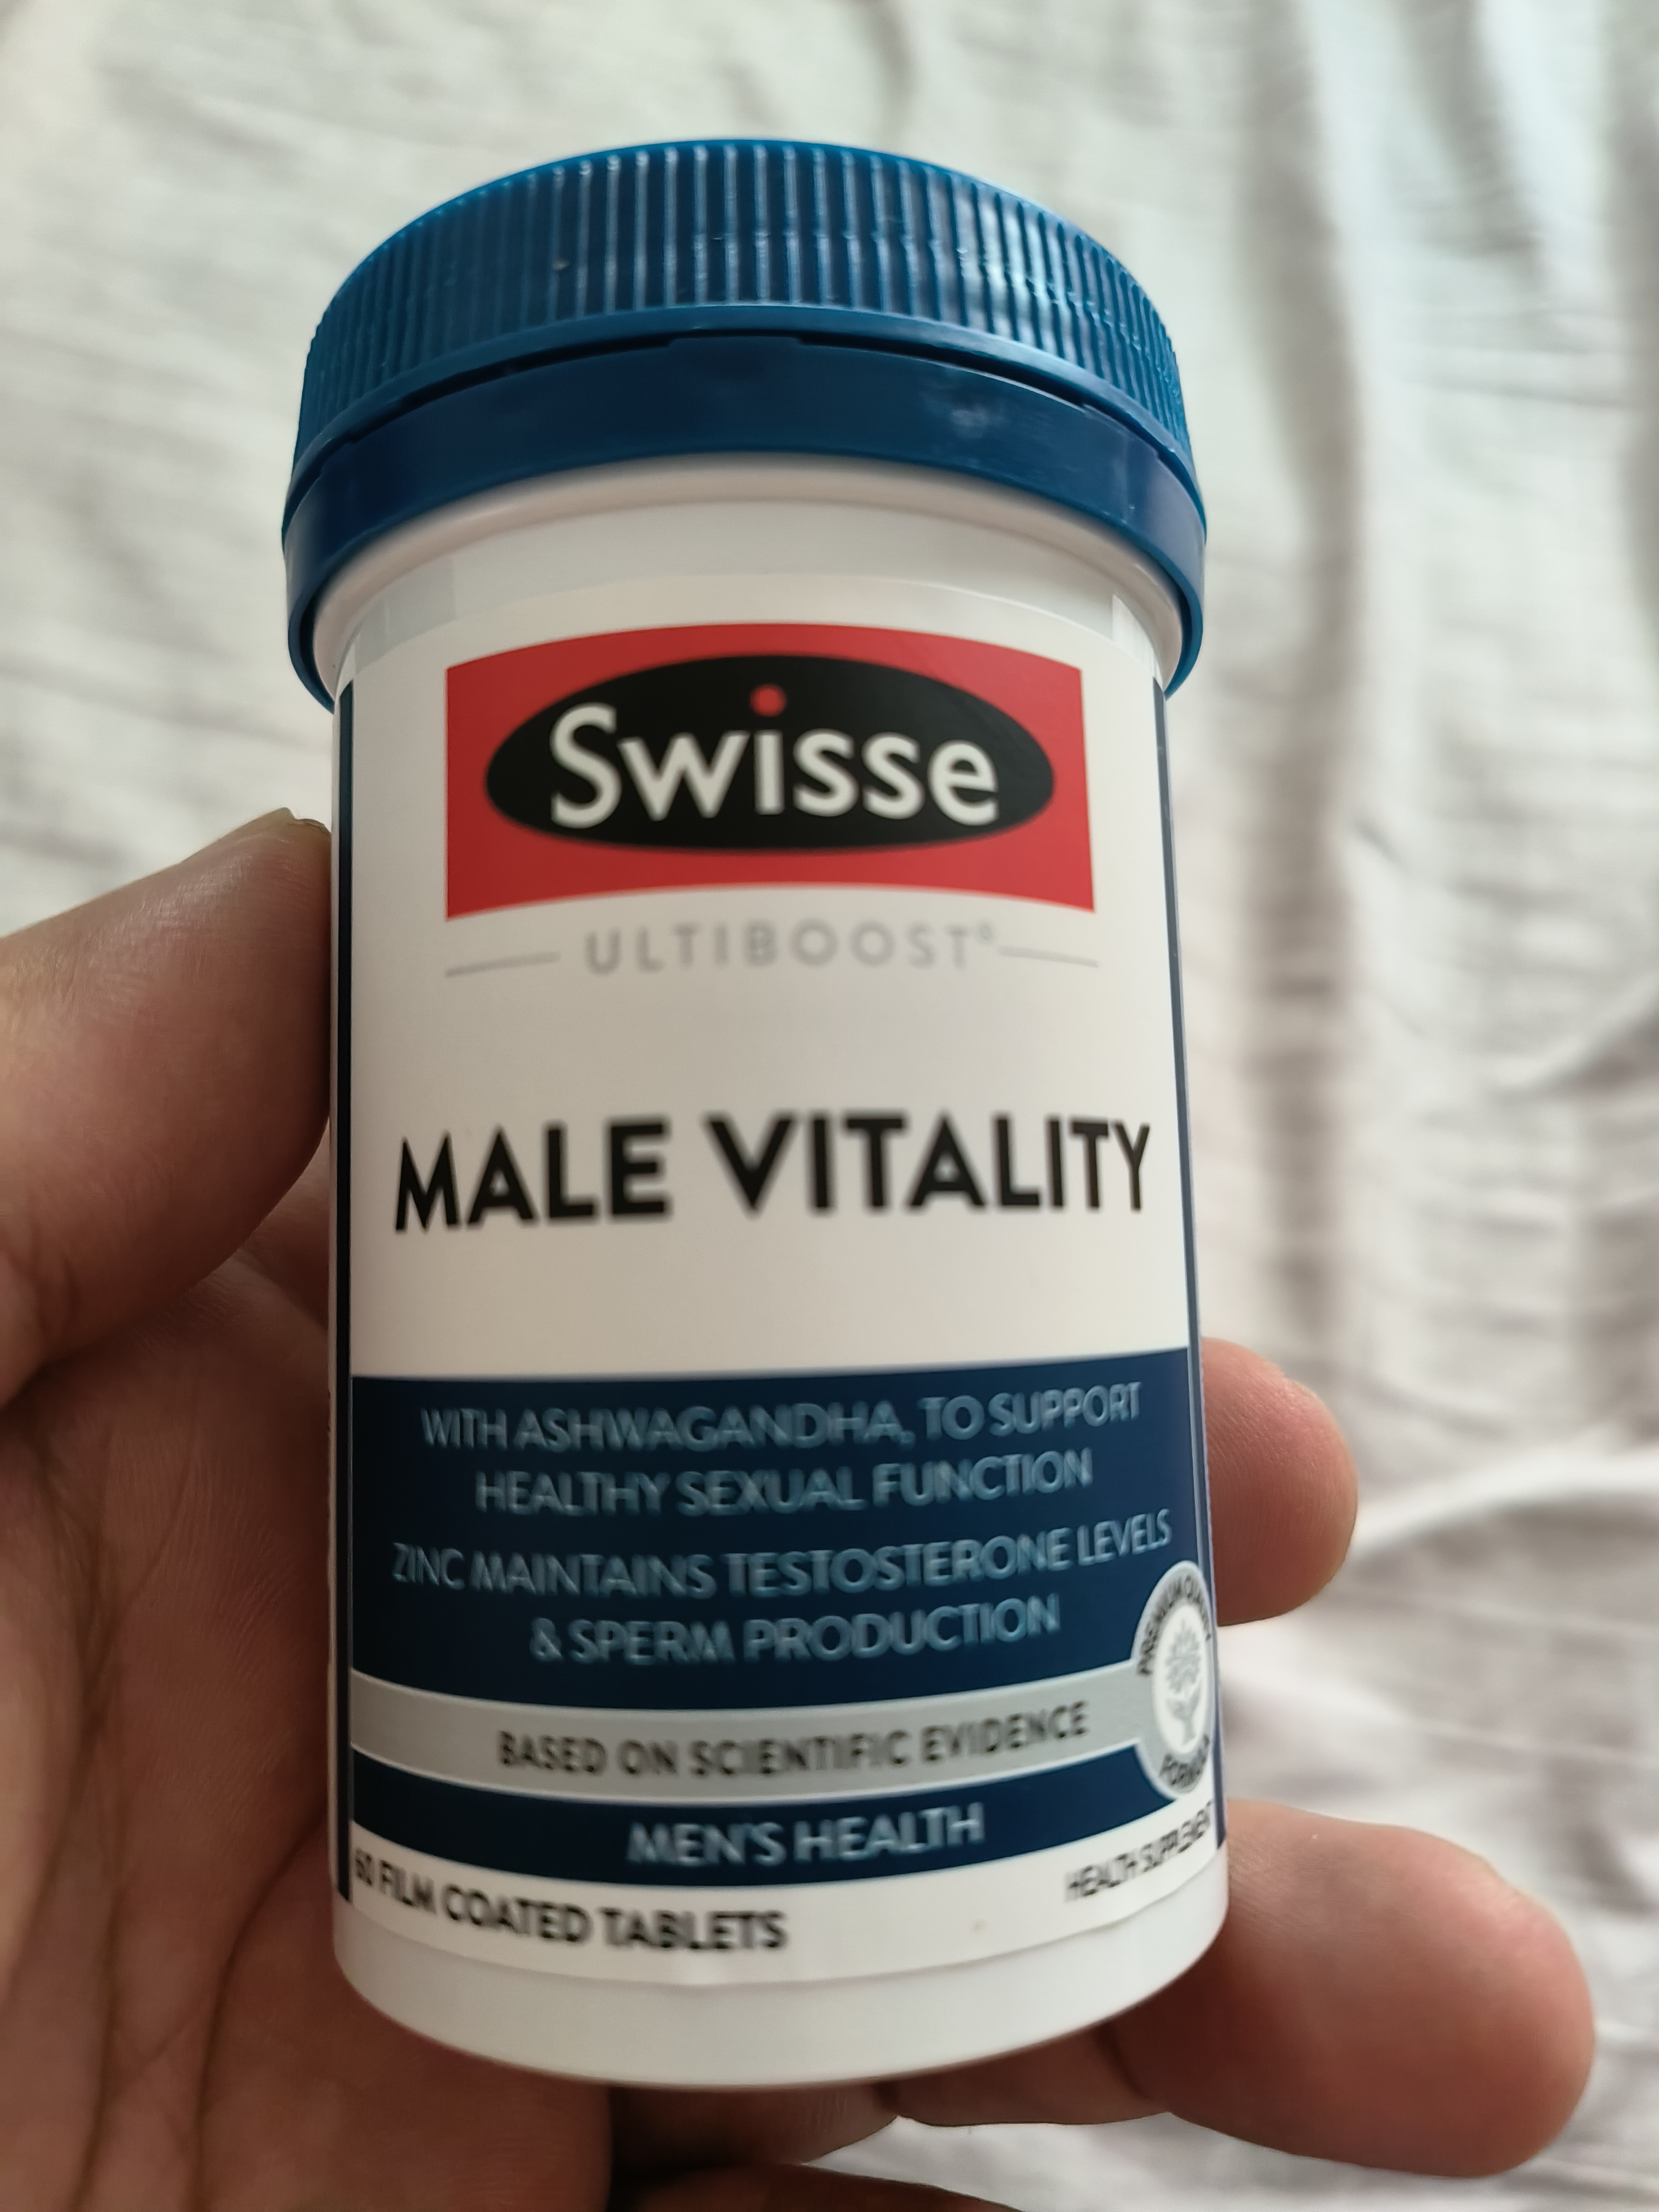 Swisse
ULTIBOOST®
MALE VITALITY
WITH ASHWAGANDHA, TO SUPPORT
HEALTHY SEXUAL FUNCTION
ZINC MAINTAINS TESTOSTERONE LEVELS
& SPERM PRODUCTION
PREMIUM
BASED ON SCIENTIFIC EVIDENCE
MEN'S HEALTH
60 FILM COATED TABLETS
HEALTH SUPPLEMENT